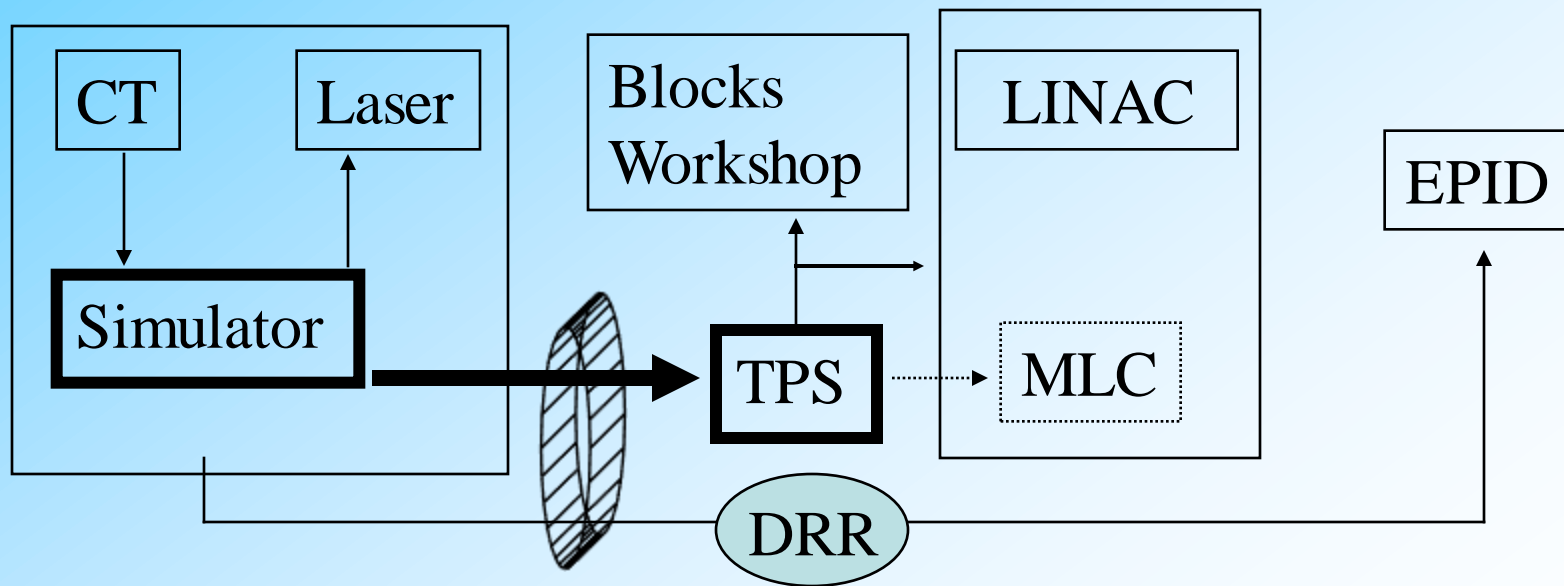 CT
Laser
Blocks
Workshop
LINAC
EPID
Simulator
TPS
MLC
DRR